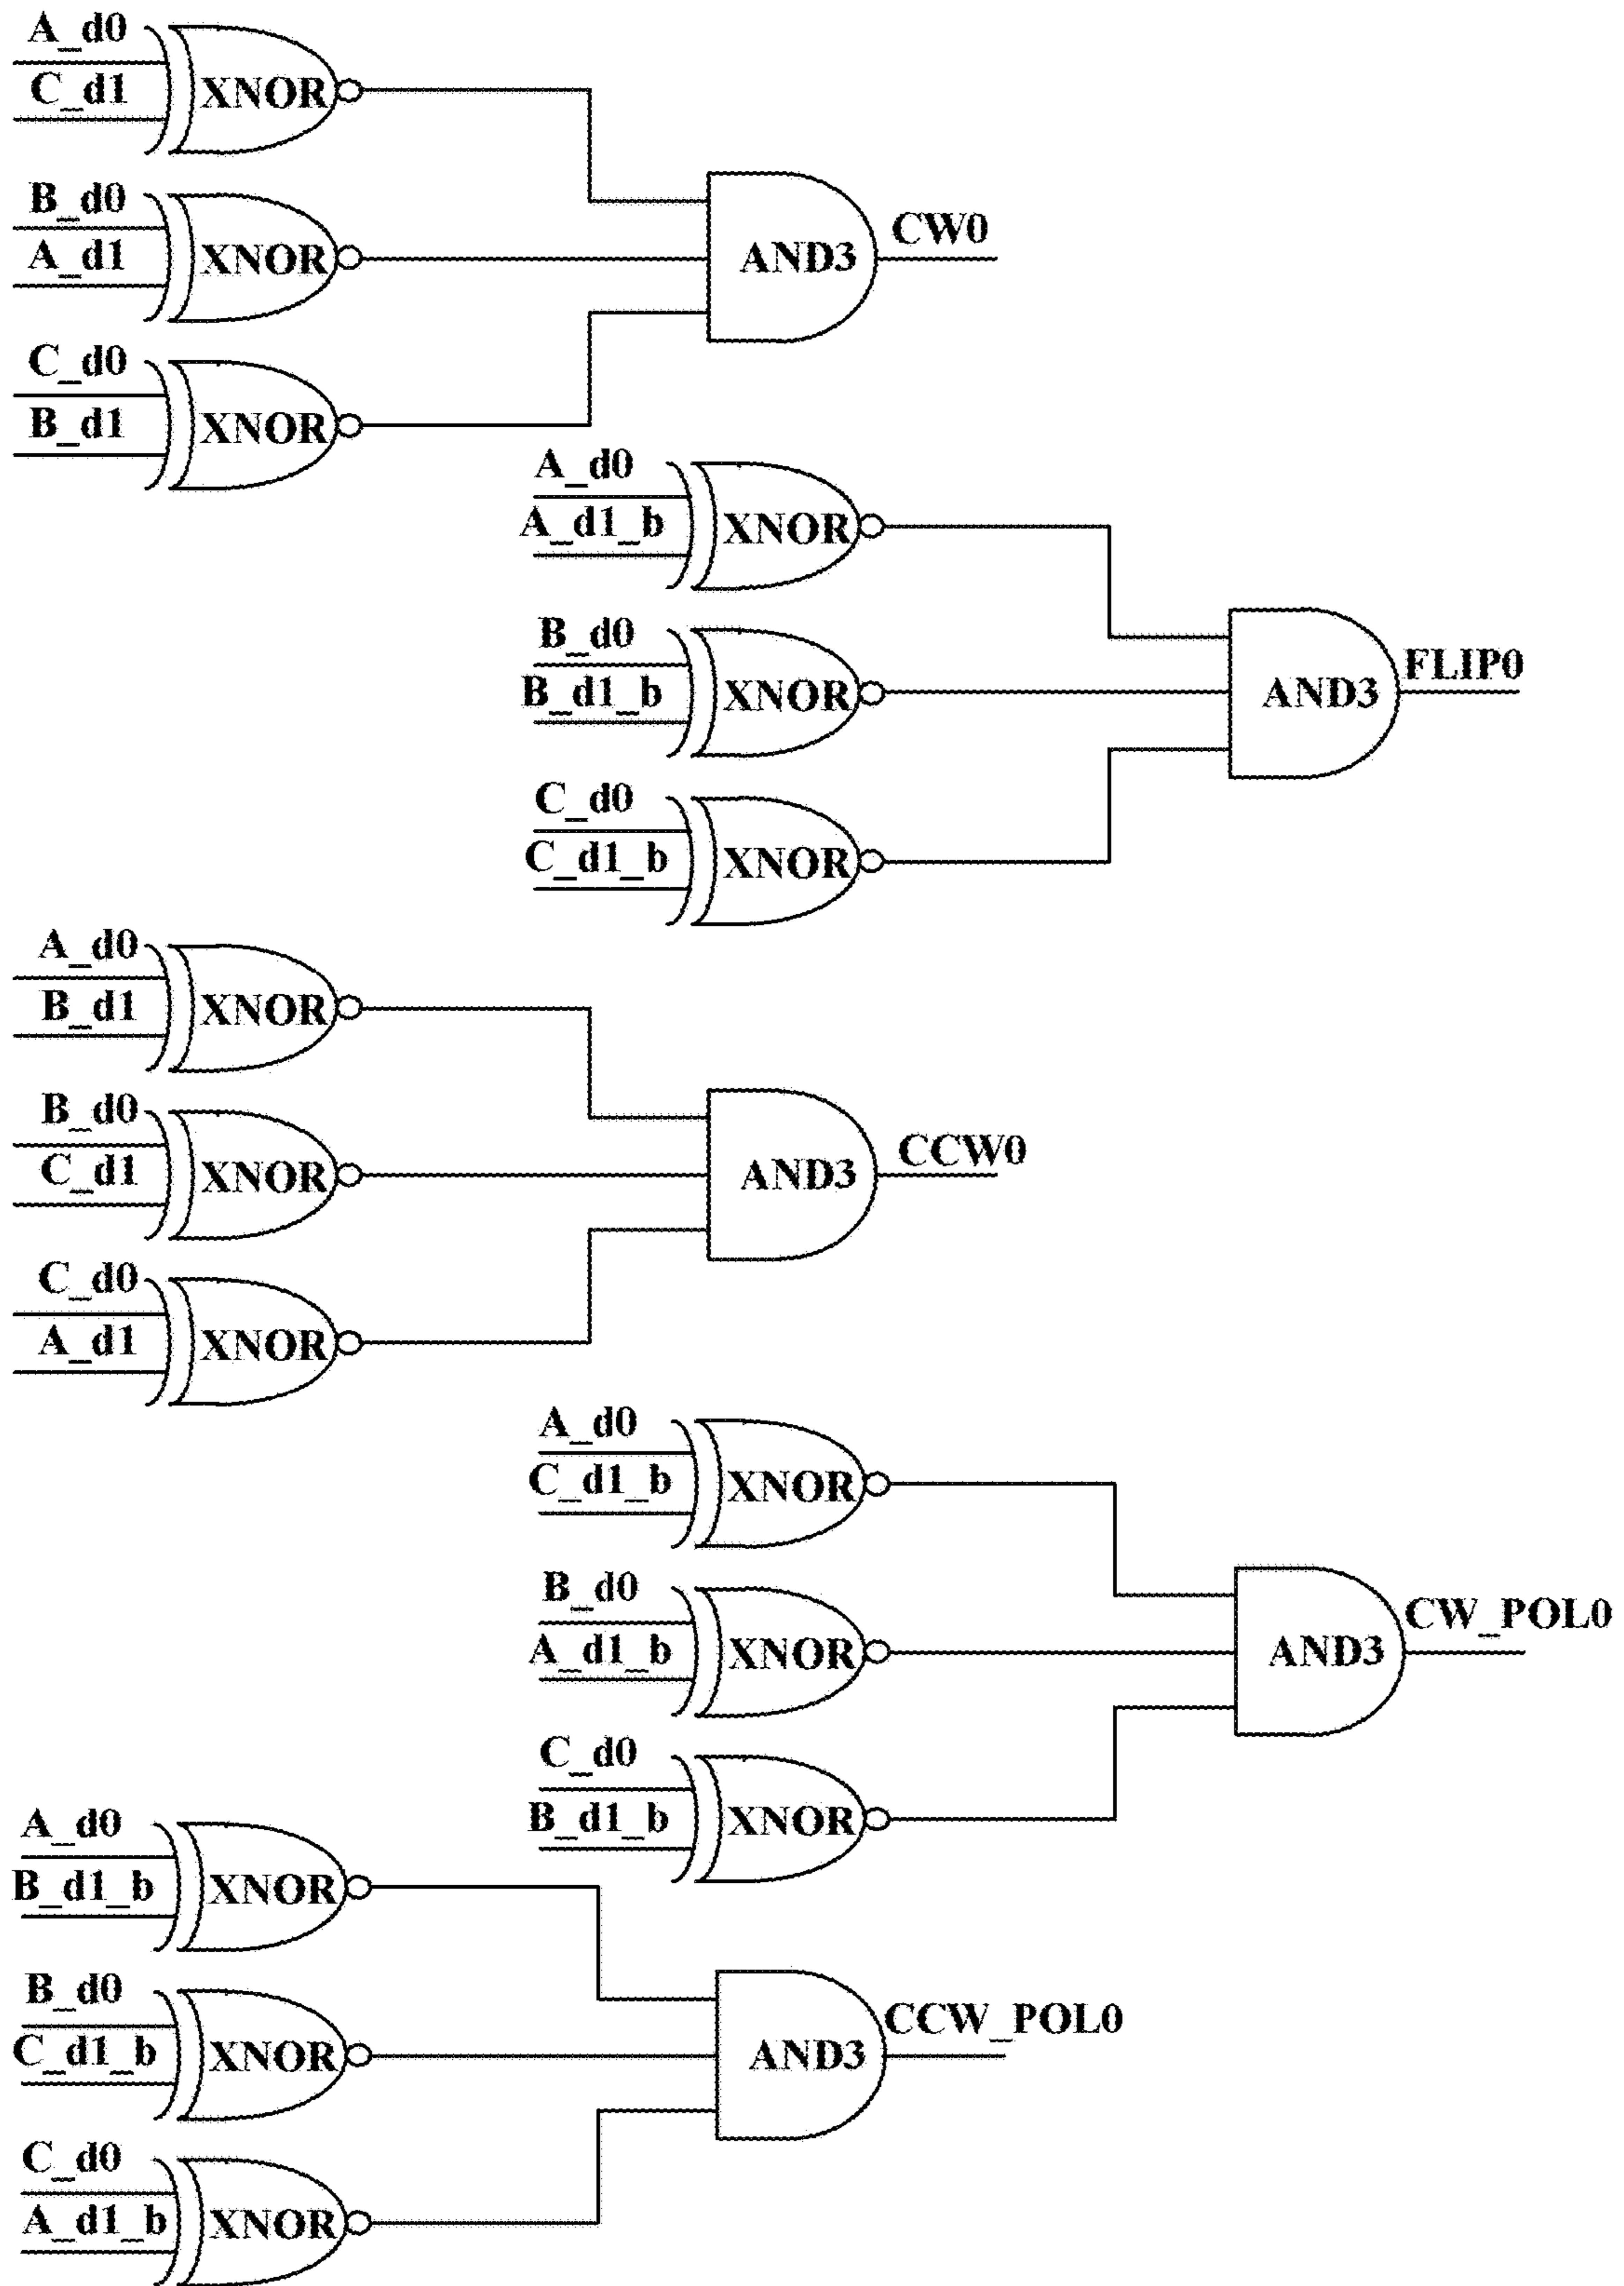 A_d0
C_d1
XNOR
B_d0
A_d1
XNOR
C_d0
B_d1
XNOR
AND3
CW0
A_d0
A_d1_b
XNOR
B_d0
B_d1_b
XNOR
C_d0
C_d1_b
XNOR
AND3
FLIP0
A_d0
B_d1
XNOR
B_d0
C_d1
XNOR
C_d0
A_d1
XNOR
AND3
CCW0
A_d0
C_d1_b
XNOR
B_d0
A_d1_b
XNOR
C_d0
B_d1_b
XNOR
AND3
CW_POL0
A_d0
B_d1_b
XNOR
B_d0
C_d1_b
XNOR
C_d0
A_d1_b
XNOR
AND3
CCW_POL0